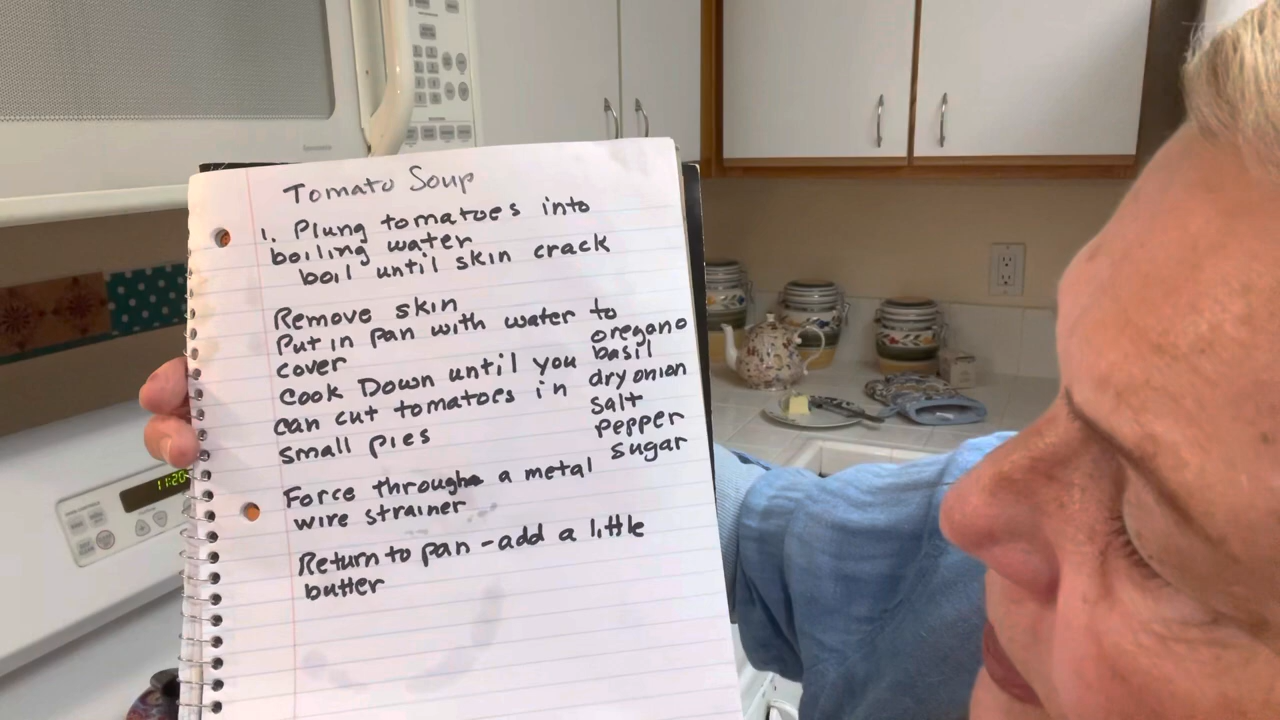 Tomato Soup
1. Plung tomatoes into
boiling water
boil until skin crack
Remove skin
Put in pan with water to
cover
Cook Down until you
can cut tomatoes in
small pies
oregano
basil
dry onion
salt
pepper
sugar
Force through a metal
wire strainer
Return to pan - add a little
butter
11:20